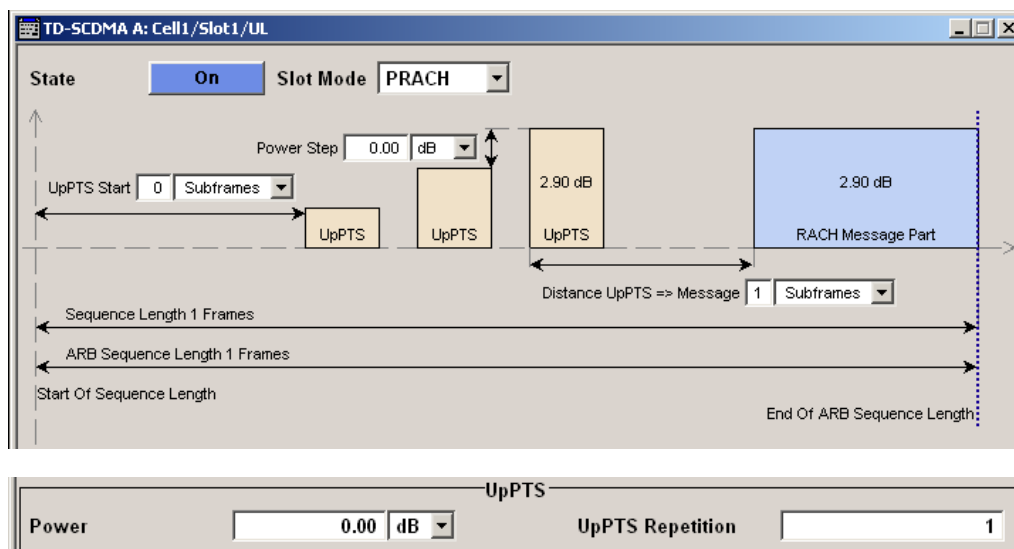 TD-SCDMA A: Cell1/Slot1/UL
State On Slot Mode PRACH
Power Step 0.00 dB
UpPTS Start 0 Subframes
2.90 dB 2.90 dB
UpPTS UpPTS UpPTS RACH Message Part
Distance UpPTS => Message 1 Subframes
Sequence Length 1 Frames
ARB Sequence Length 1 Frames
Start Of Sequence Length
End Of ARB Sequence Length
UpPTS
Power 0.00 dB UpPTS Repetition 1